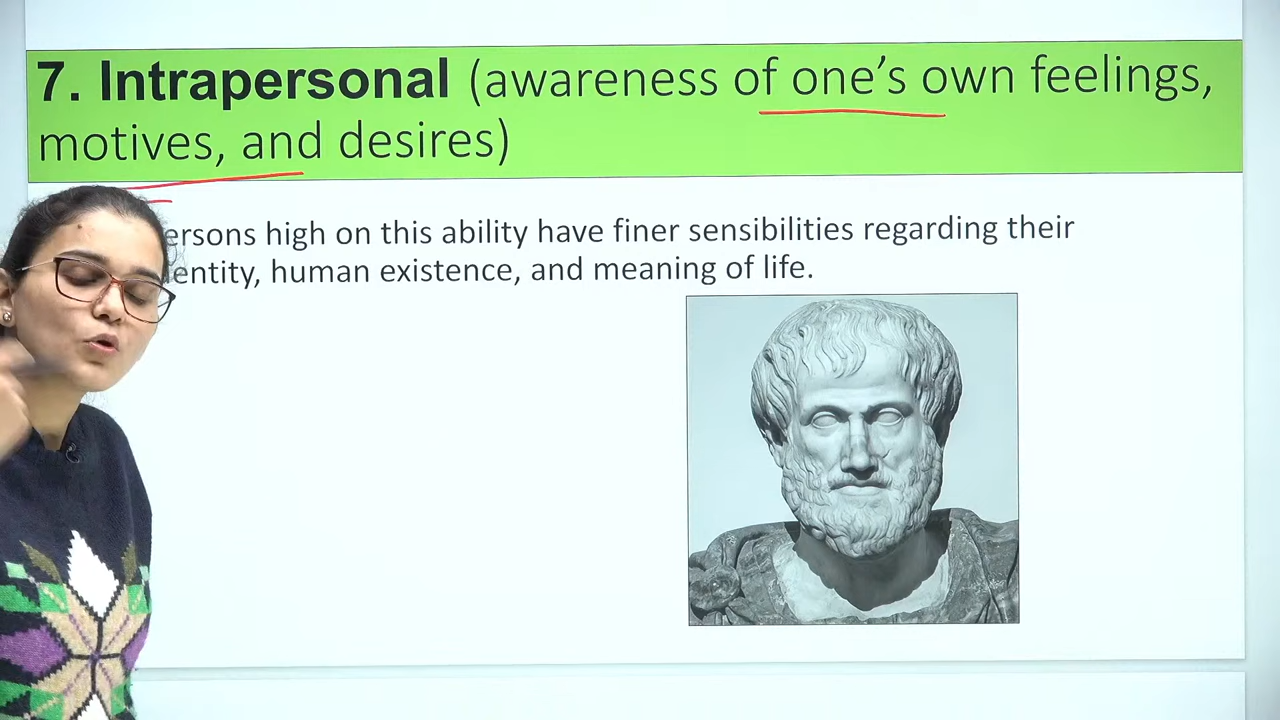 7. Intrapersonal (awareness of one's own feelings,
motives, and desires)
ersons high on this ability have finer sensibilities regarding their
entity, human existence, and meaning of life.